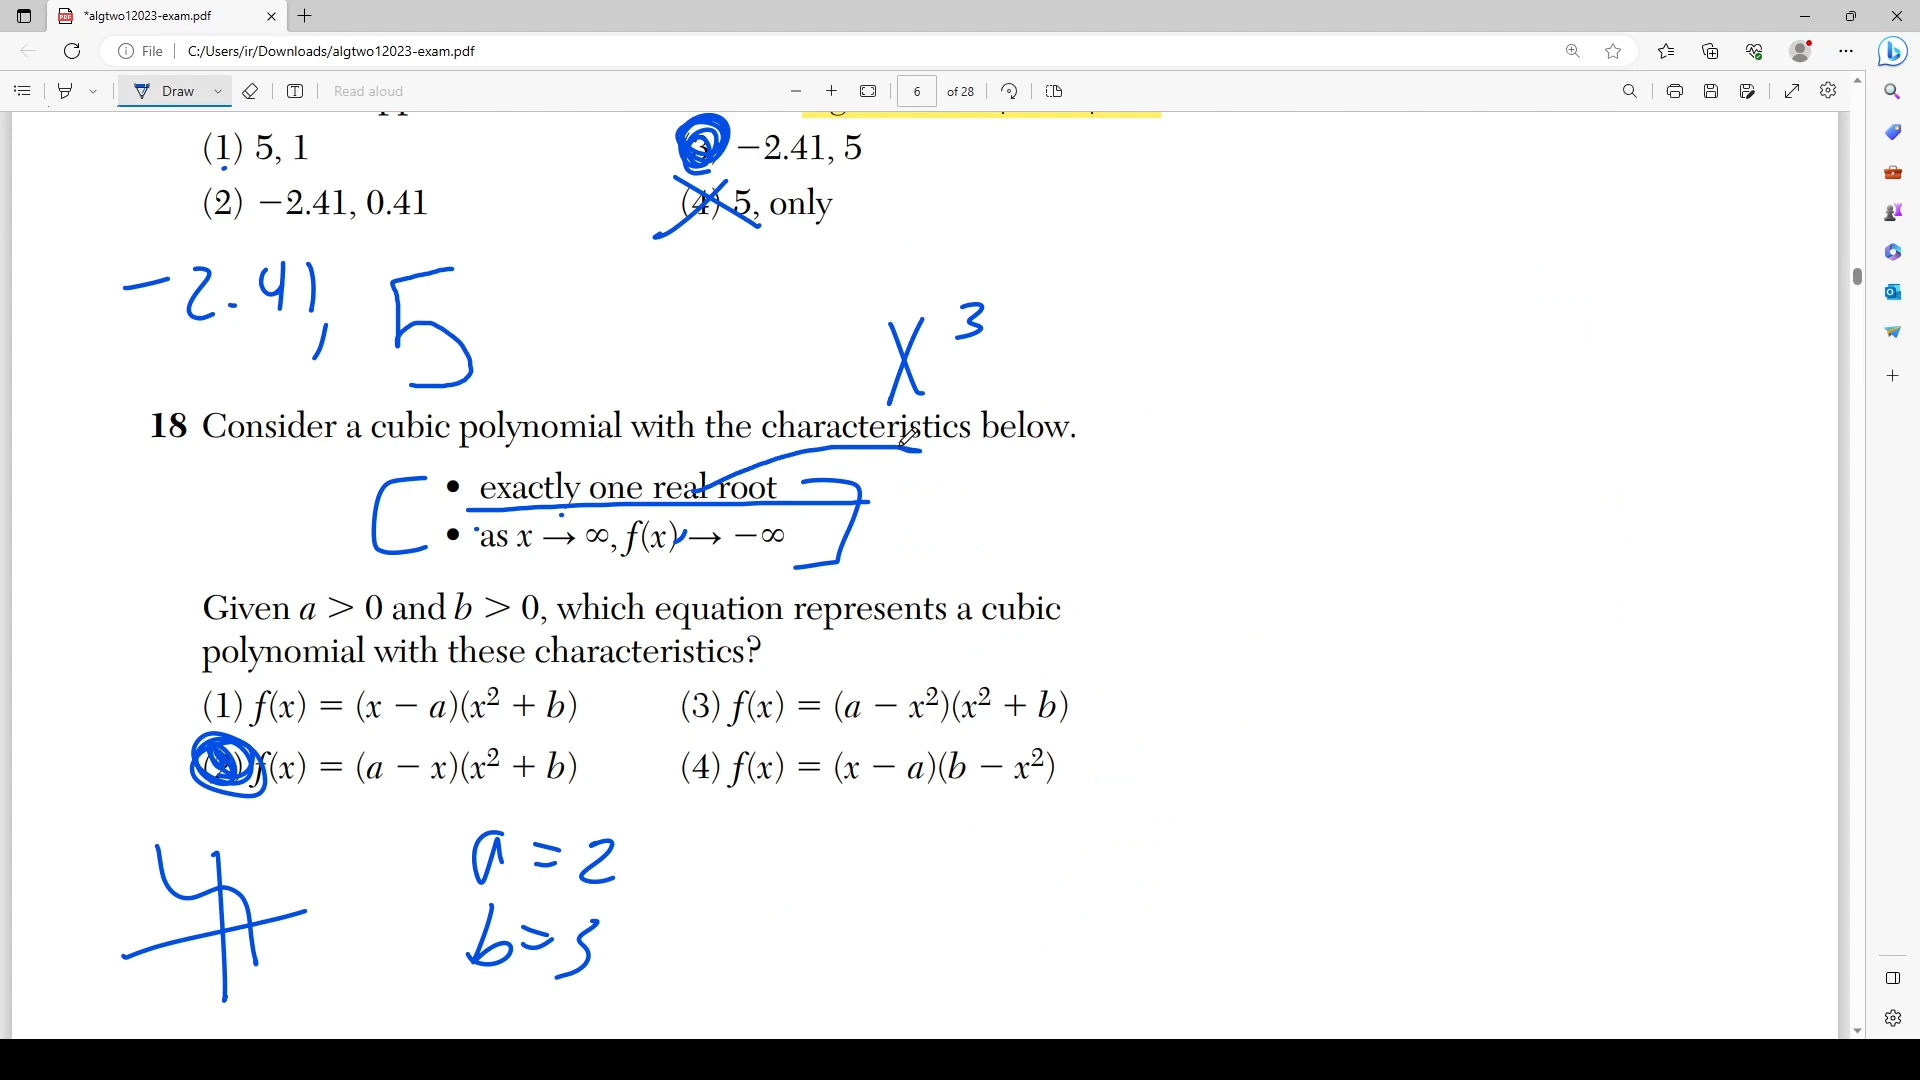 *algtwo12023-exam.pdf
File C:/Users/ir/Downloads/algtwo12023-exam.pdf
Draw Read aloud 6 of 28
(1) 5, 1
(3) −2.41, 5
(2) −2.41, 0.41
(4) 5, only
−2.41, 5
x³
18 Consider a cubic polynomial with the characteristics below.
• exactly one real root
• as x → ∞, f(x) → −∞
Given a > 0 and b > 0, which equation represents a cubic
polynomial with these characteristics?
(1) f(x) = (x − a)(x² + b)
(3) f(x) = (a − x²)(x² + b)
(2) f(x) = (a − x)(x² + b)
(4) f(x) = (x − a)(b − x²)
a = 2
b = 3